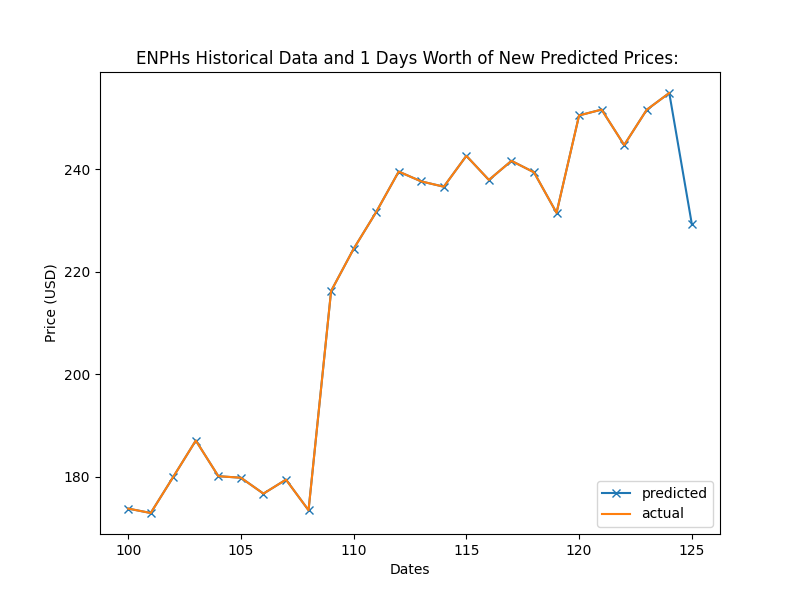 ENPHs Historical Data and 1 Days Worth of New Predicted Prices:
240
220
200
180
Price (USD)
predicted
actual
100 105 110 115 120 125
Dates